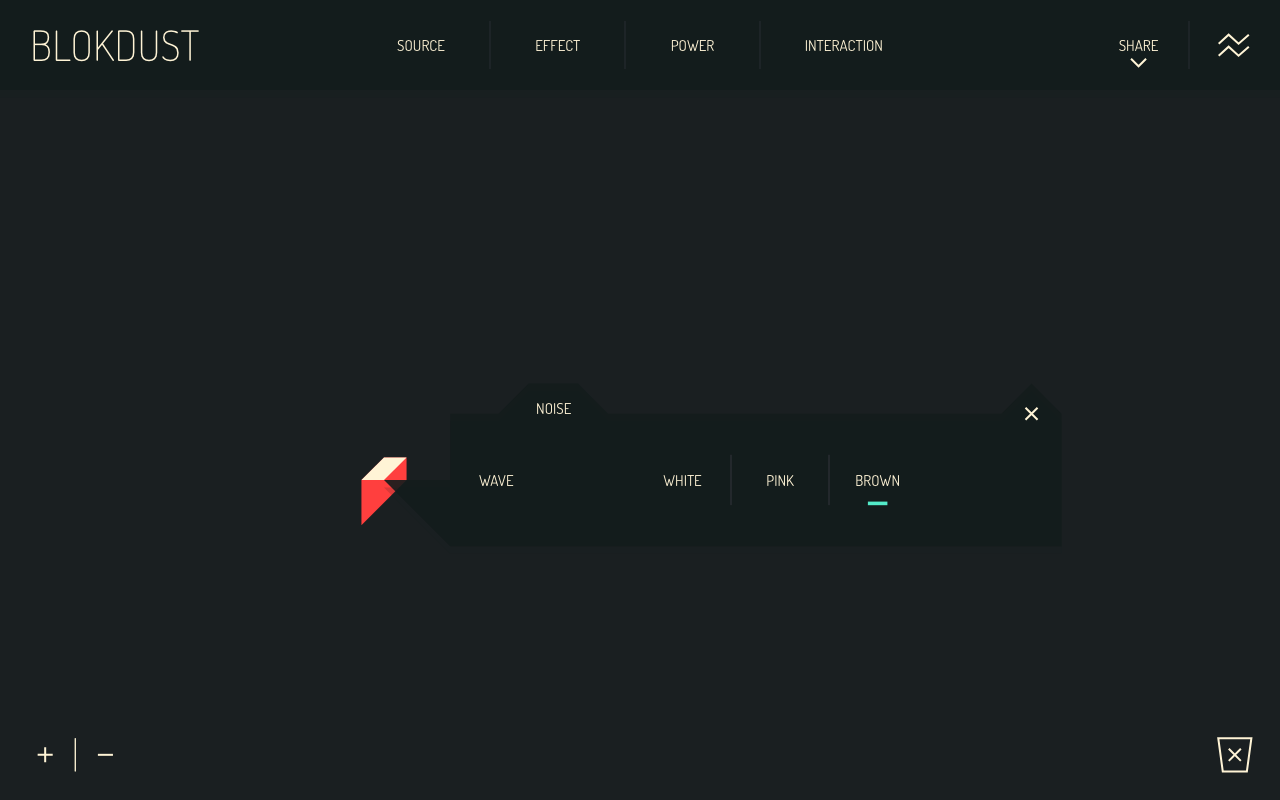 BLOKDUST
SOURCE
EFFECT
POWER
INTERACTION
SHARE
NOISE
WAVE
WHITE
PINK
BROWN